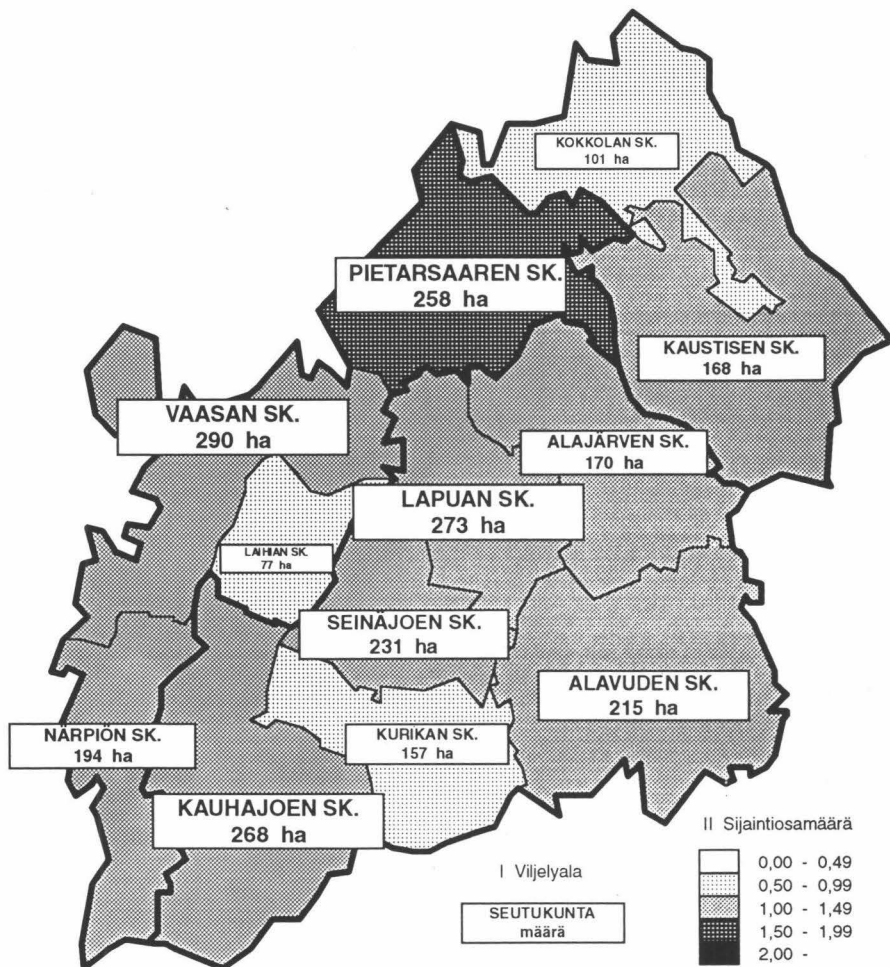 KOKKOLAN SK.
101 ha
PIETARSAAREN SK.
258 ha
KAUSTISEN SK.
168 ha
VAASAN SK.
290 ha
ALAJÄRVEN SK.
170 ha
LAPUAN SK.
273 ha
LAIHIAN SK.
77 ha
SEINÄJOEN SK.
231 ha
ALAVUDEN SK.
215 ha
NÄRPIÖN SK.
194 ha
KURIKAN SK.
157 ha
KAUHAJOEN SK.
268 ha
I Viljelyala
SEUTUKUNTA
määrä
II Sijaintiosamäärä
0,00 - 0,49
0,50 - 0,99
1,00 - 1,49
1,50 - 1,99
2,00 -